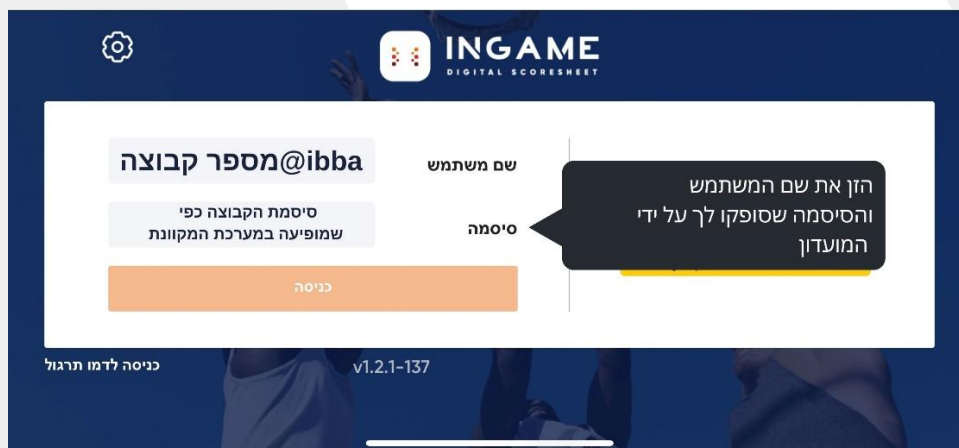 INGAME
DIGITAL SCORESHEET
שם משתמש
מספר קבוצה@ibba
סיסמה
סיסמת הקבוצה כפי
שמופיעה במערכת המקוונת
כניסה
הזן את שם המשתמש
והסיסמה שסופקו לך על ידי
המועדון
כניסה לדמו תרגול
v1.2.1-137